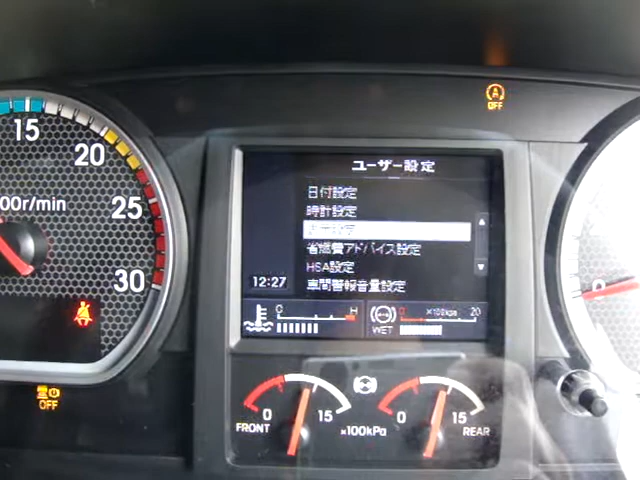 15
20
25
30
00r/min
OFF
ユーザー設定
日付設定
時計設定
省燃費アドバイス設定
HSA設定
車間警報音量設定
12:27
C H
0 ×100kPa 20
WET
0 15
FRONT
×100kPa
0 15
REAR
OFF
0